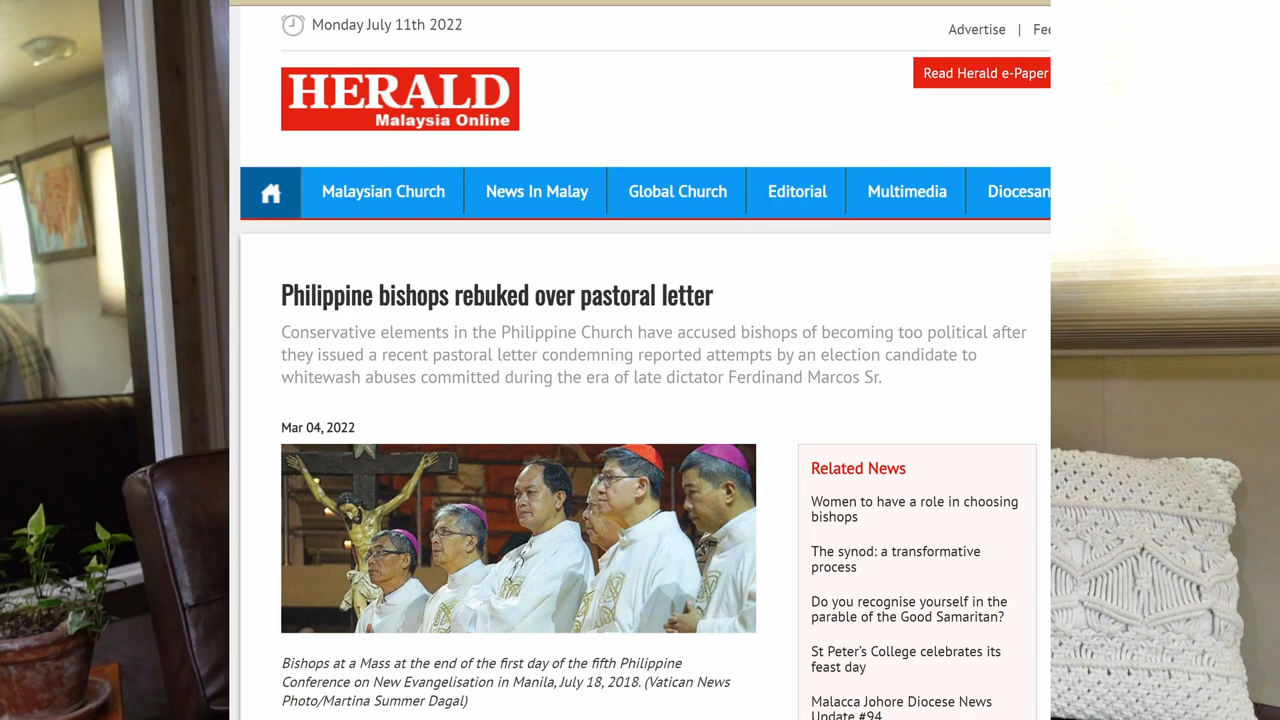 Monday July 11th 2022
Advertise | Fee
HERALD
Malaysia Online
Read Herald e-Paper
Malaysian Church
News In Malay
Global Church
Editorial
Multimedia
Diocesan
Philippine bishops rebuked over pastoral letter
Conservative elements in the Philippine Church have accused bishops of becoming too political after
they issued a recent pastoral letter condemning reported attempts by an election candidate to
whitewash abuses committed during the era of late dictator Ferdinand Marcos Sr.
Mar 04, 2022
Bishops at a Mass at the end of the first day of the fifth Philippine
Conference on New Evangelisation in Manila, July 18, 2018. (Vatican News
Photo/Martina Summer Dagal)
Related News
Women to have a role in choosing
bishops
The synod: a transformative
process
Do you recognise yourself in the
parable of the Good Samaritan?
St Peter's College celebrates its
feast day
Malacca Johore Diocese News
Update #94